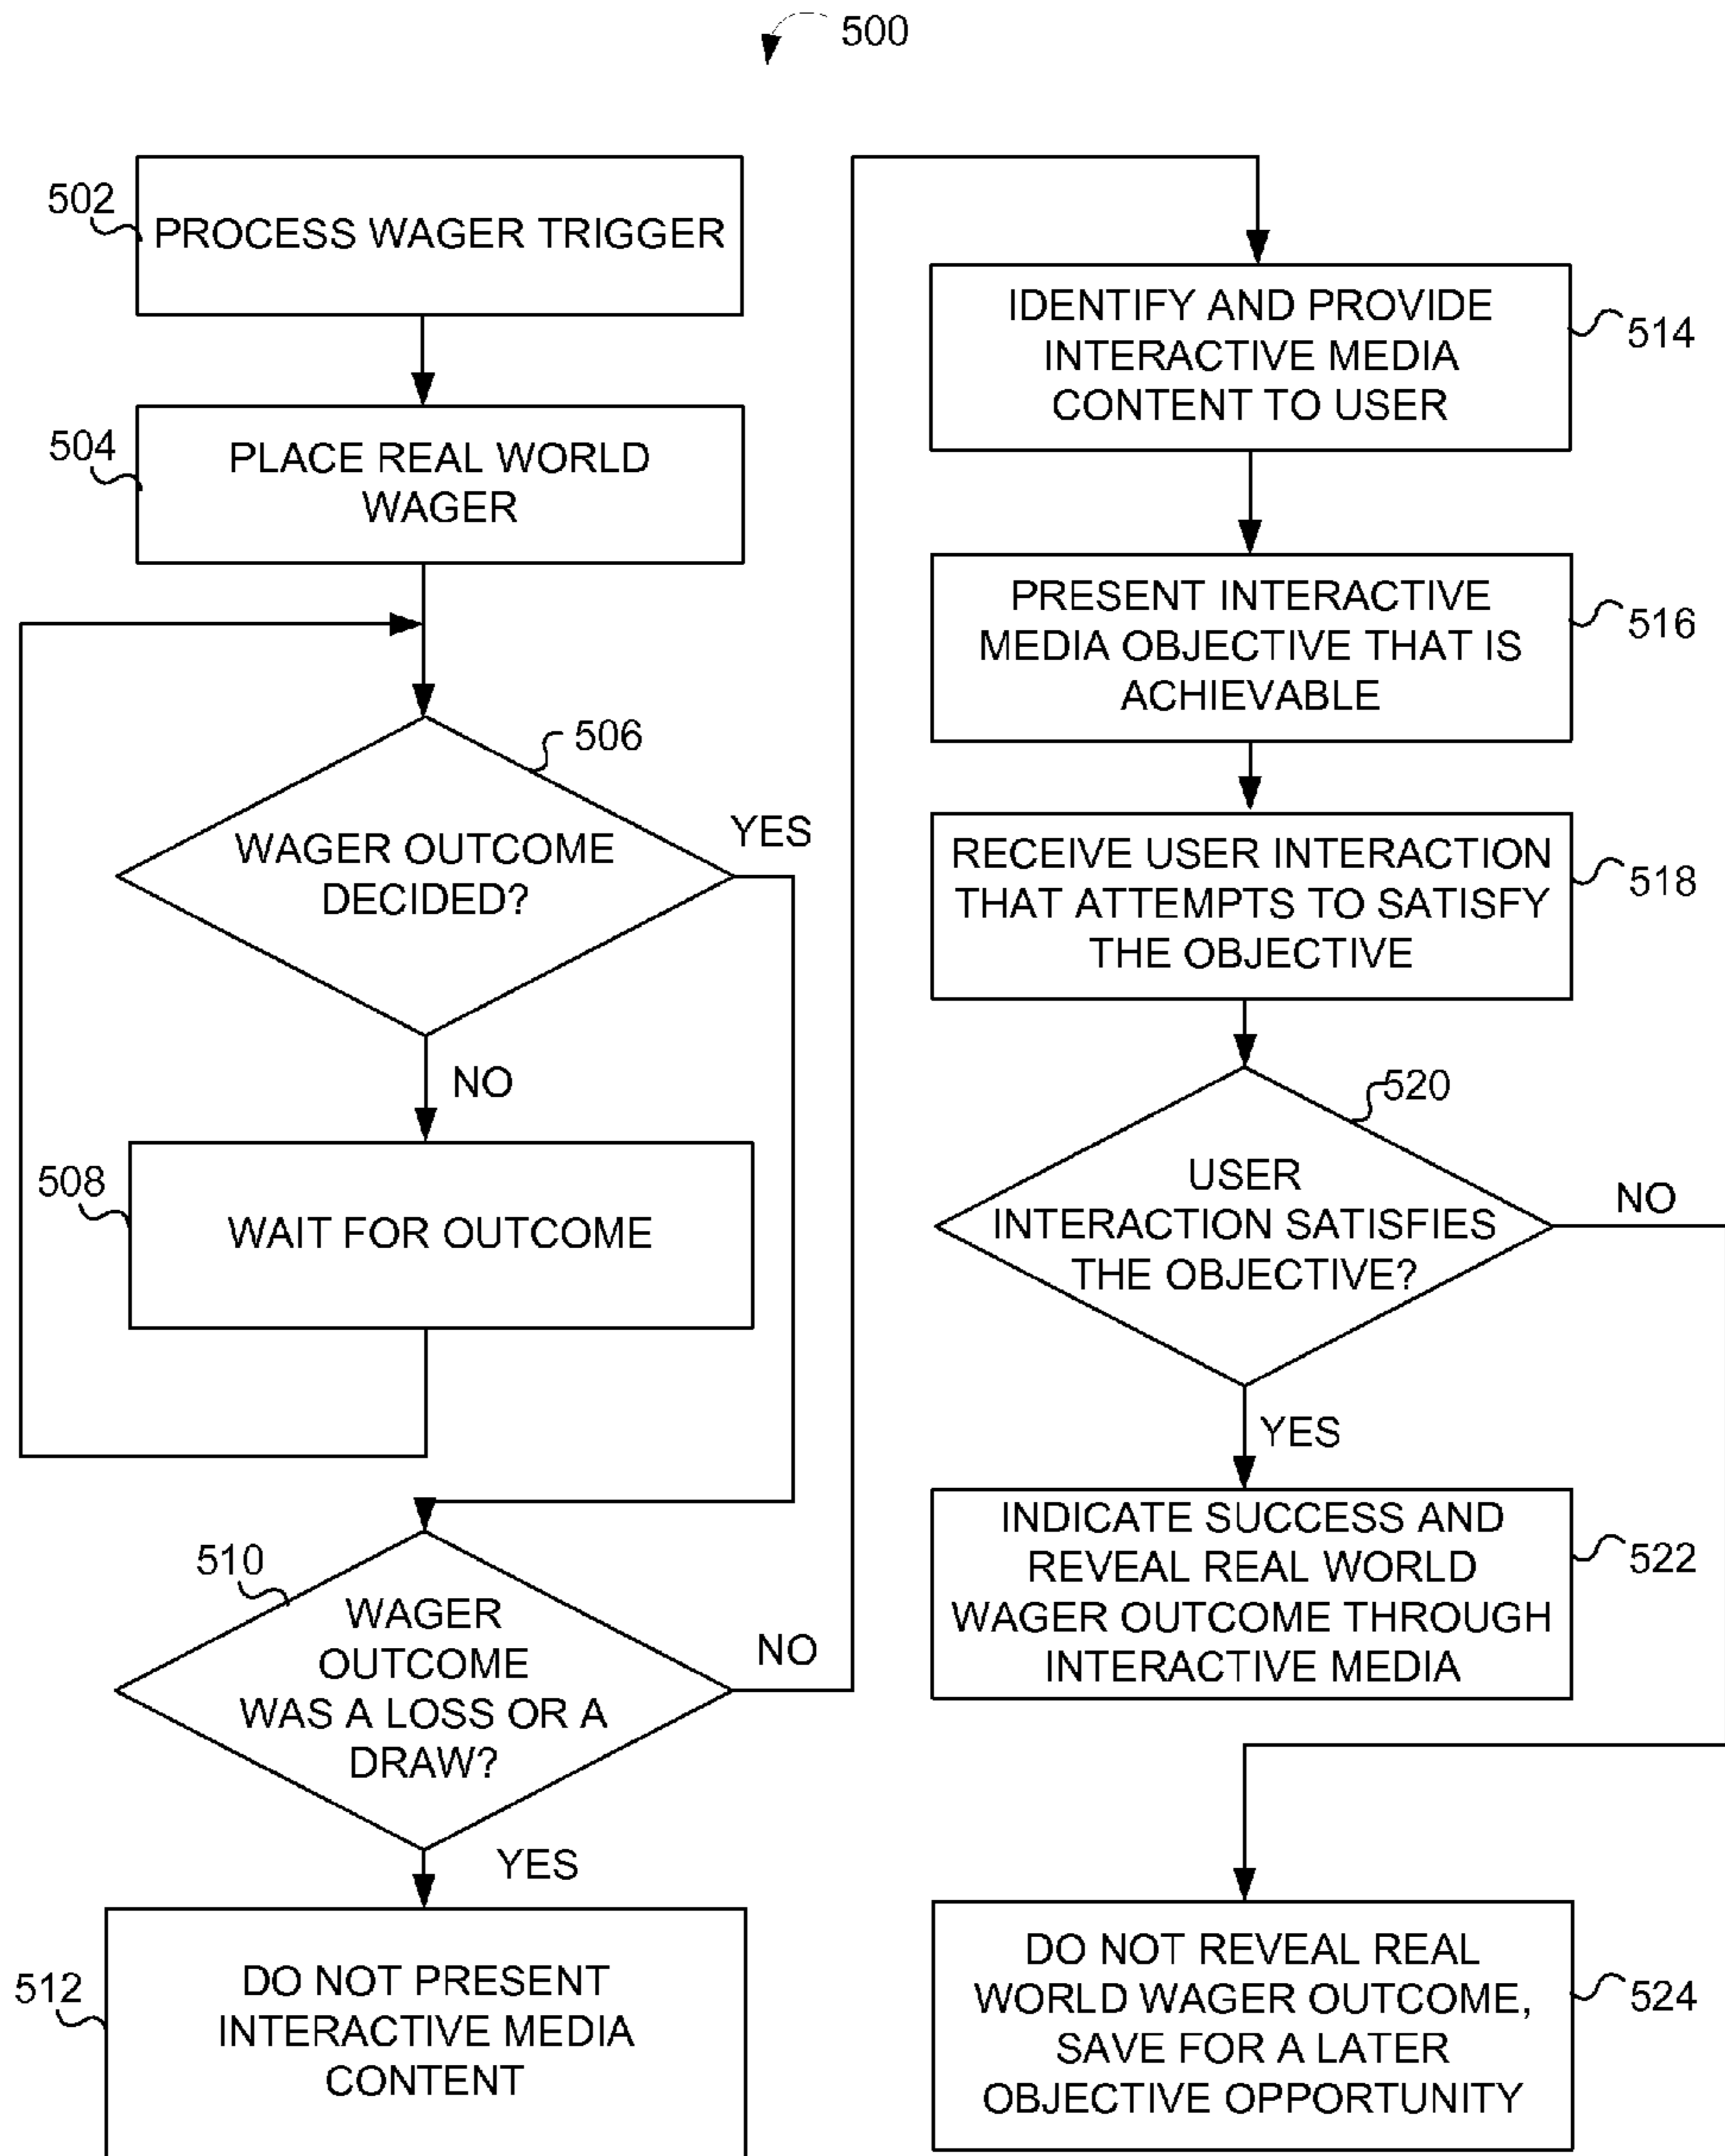 500
502
PROCESS WAGER TRIGGER
504
PLACE REAL WORLD
WAGER
506
WAGER OUTCOME
DECIDED?
YES
NO
508
WAIT FOR OUTCOME
510
WAGER
OUTCOME
WAS A LOSS OR A
DRAW?
NO
YES
512
DO NOT PRESENT
INTERACTIVE MEDIA
CONTENT
IDENTIFY AND PROVIDE
INTERACTIVE MEDIA
CONTENT TO USER
514
PRESENT INTERACTIVE
MEDIA OBJECTIVE THAT IS
ACHIEVABLE
516
RECEIVE USER INTERACTION
THAT ATTEMPTS TO SATISFY
THE OBJECTIVE
518
520
USER
INTERACTION SATISFIES
THE OBJECTIVE?
NO
YES
INDICATE SUCCESS AND
REVEAL REAL WORLD
WAGER OUTCOME THROUGH
INTERACTIVE MEDIA
522
DO NOT REVEAL REAL
WORLD WAGER OUTCOME,
SAVE FOR A LATER
OBJECTIVE OPPORTUNITY
524